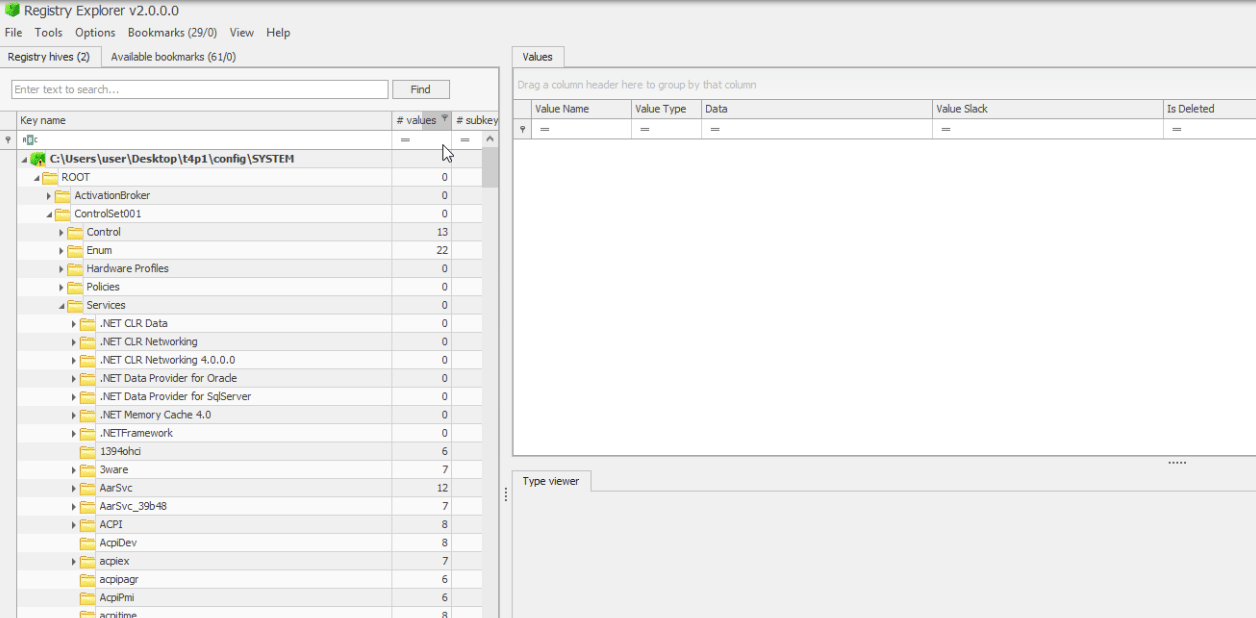 Registry Explorer v2.0.0.0
File Tools Options Bookmarks (29/0) View Help
Registry hives (2) Available bookmarks (61/0)
Enter text to search... Find
Key name # values # subkey
= =
C:\Users\user\Desktop\t4p1\config\SYSTEM
ROOT 0
ActivationBroker 0
ControlSet001 0
Control 13
Enum 22
Hardware Profiles 0
Policies 0
Services 0
.NET CLR Data 0
.NET CLR Networking 0
.NET CLR Networking 4.0.0.0 0
.NET Data Provider for Oracle 0
.NET Data Provider for SqlServer 0
.NET Memory Cache 4.0 0
.NETFramework 0
1394ohci 6
3ware 7
AarSvc 12
AarSvc_39b48 7
ACPI 8
AcpiDev 8
acpiex 7
acpipagr 6
AcpiPmi 6
acpitime 8
Values
Drag a column header here to group by that column
Value Name Value Type Data Value Slack Is Deleted
= = = = =
Type viewer